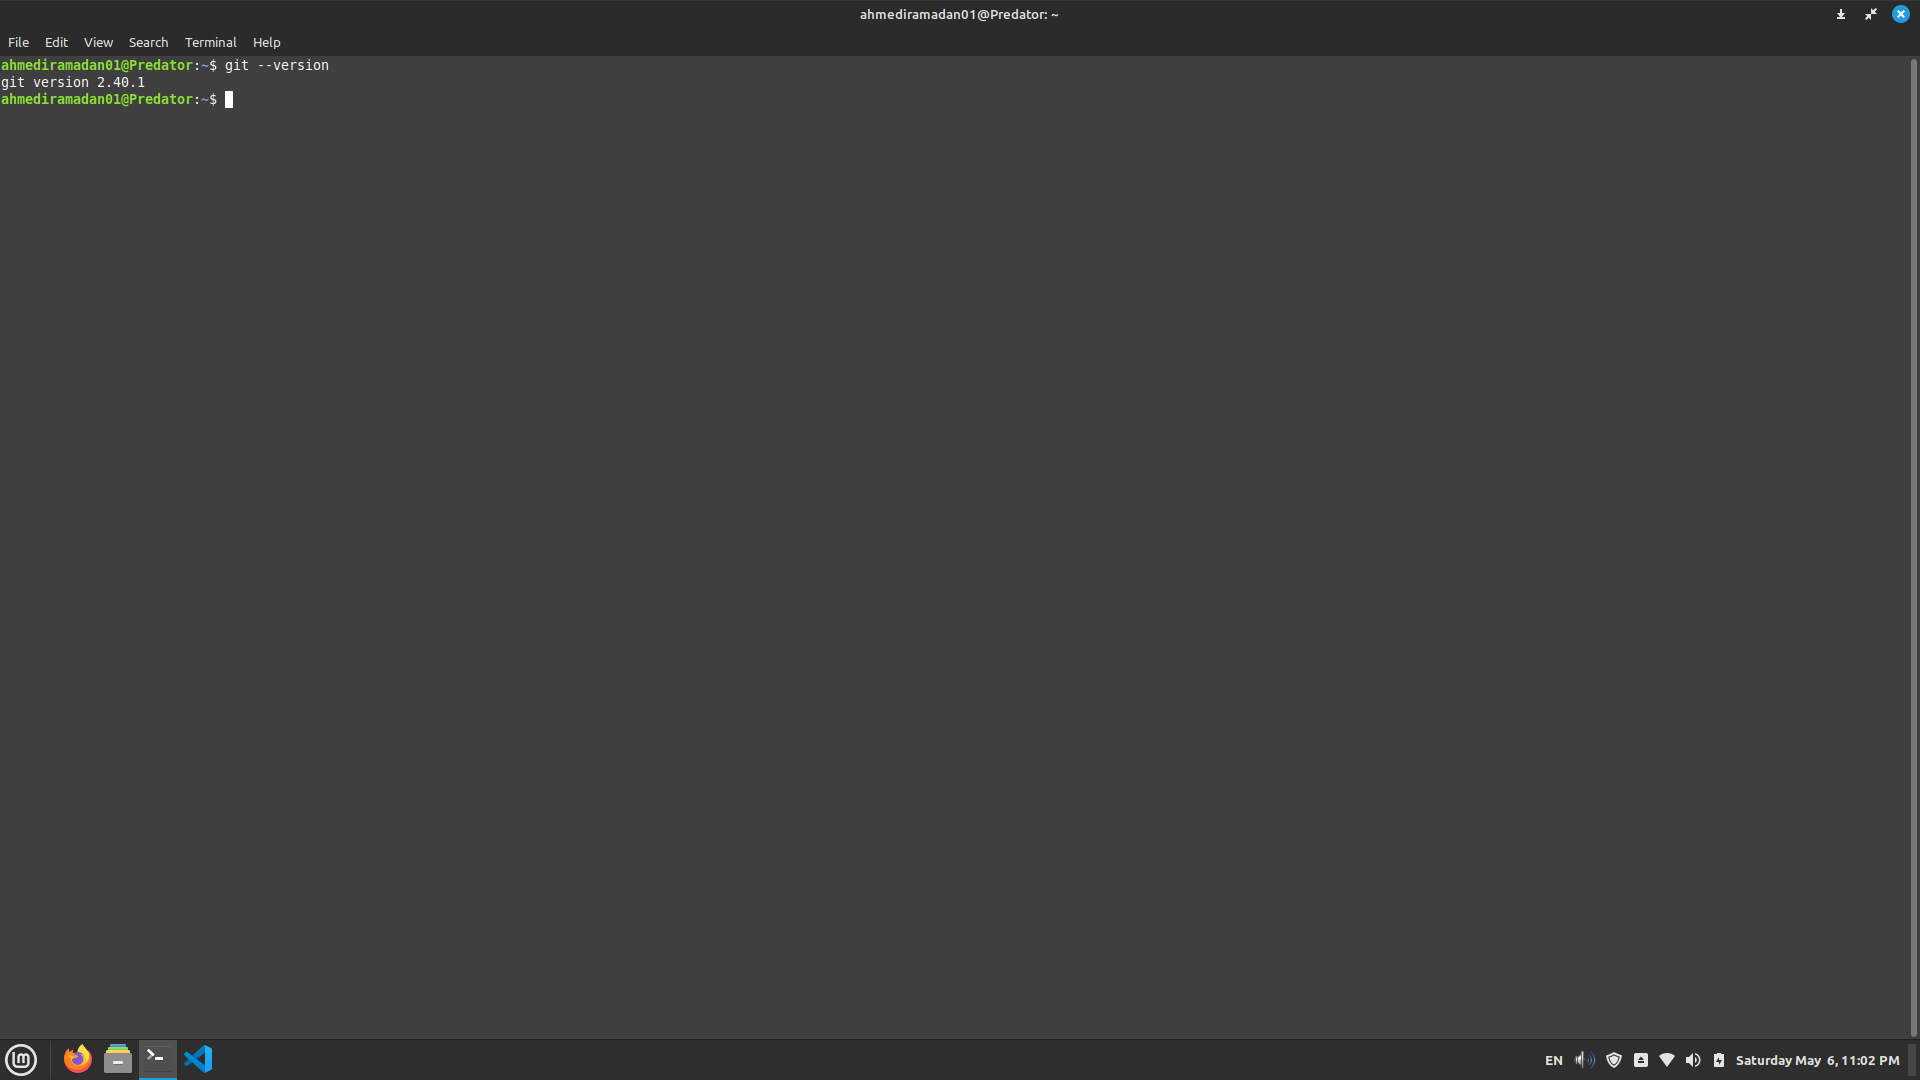 ahmediramadan01@Predator: ~
File Edit View Search Terminal Help
ahmediramadan01@Predator:~$ git --version
git version 2.40.1
ahmediramadan01@Predator:~$
EN Saturday May 6, 11:02 PM